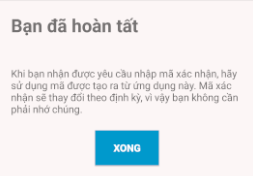 Bạn đã hoàn tất
Khi bạn nhận được yêu cầu nhập mã xác nhận, hãy
sử dụng mã được tạo ra từ ứng dụng này. Mã xác
nhận sẽ thay đổi theo định kỳ, vì vậy bạn không cần
phải nhớ chúng.
XONG